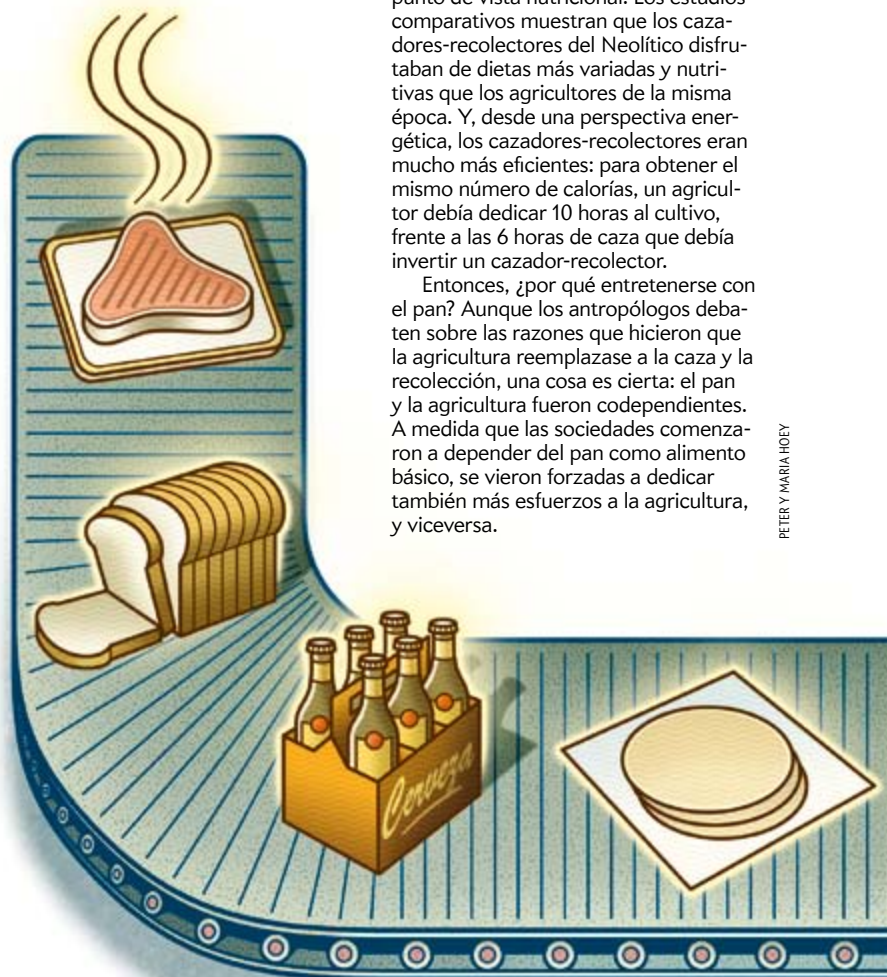 punto de vista nutricional. Los estudios
comparativos muestran que los caza-
dores-recolectores del Neolítico disfru-
taban de dietas más variadas y nutri-
tivas que los agricultores de la misma
época. Y, desde una perspectiva ener-
gética, los cazadores-recolectores eran
mucho más eficientes: para obtener el
mismo número de calorías, un agricul-
tor debía dedicar 10 horas al cultivo,
frente a las 6 horas de caza que debía
invertir un cazador-recolector.
Entonces, ¿por qué entretenerse con
el pan? Aunque los antropólogos deba-
ten sobre las razones que hicieron que
la agricultura reemplazase a la caza y la
recolección, una cosa es cierta: el pan
y la agricultura fueron codependientes.
A medida que las sociedades comenza-
ron a depender del pan como alimento
básico, se vieron forzadas a dedicar
también más esfuerzos a la agricultura,
y viceversa.
PETER Y MARIA HOEY
Cerveza